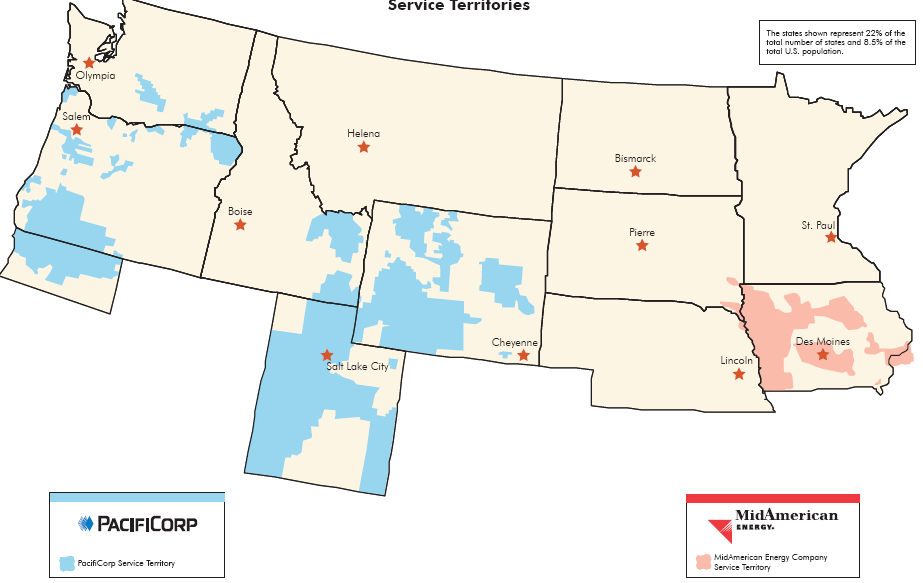 Service Territories
The states shown represent 22% of the
total number of states and 8.5% of the
total U.S. population.
Olympia
Salem
Helena
Bismarck
Boise
Pierre
St. Paul
Cheyenne
Des Moines
Salt Lake City
Lincoln
PACIFICORP
PacifiCorp Service Territory
MidAmerican
ENERGY.
MidAmerican Energy Company
Service Territory